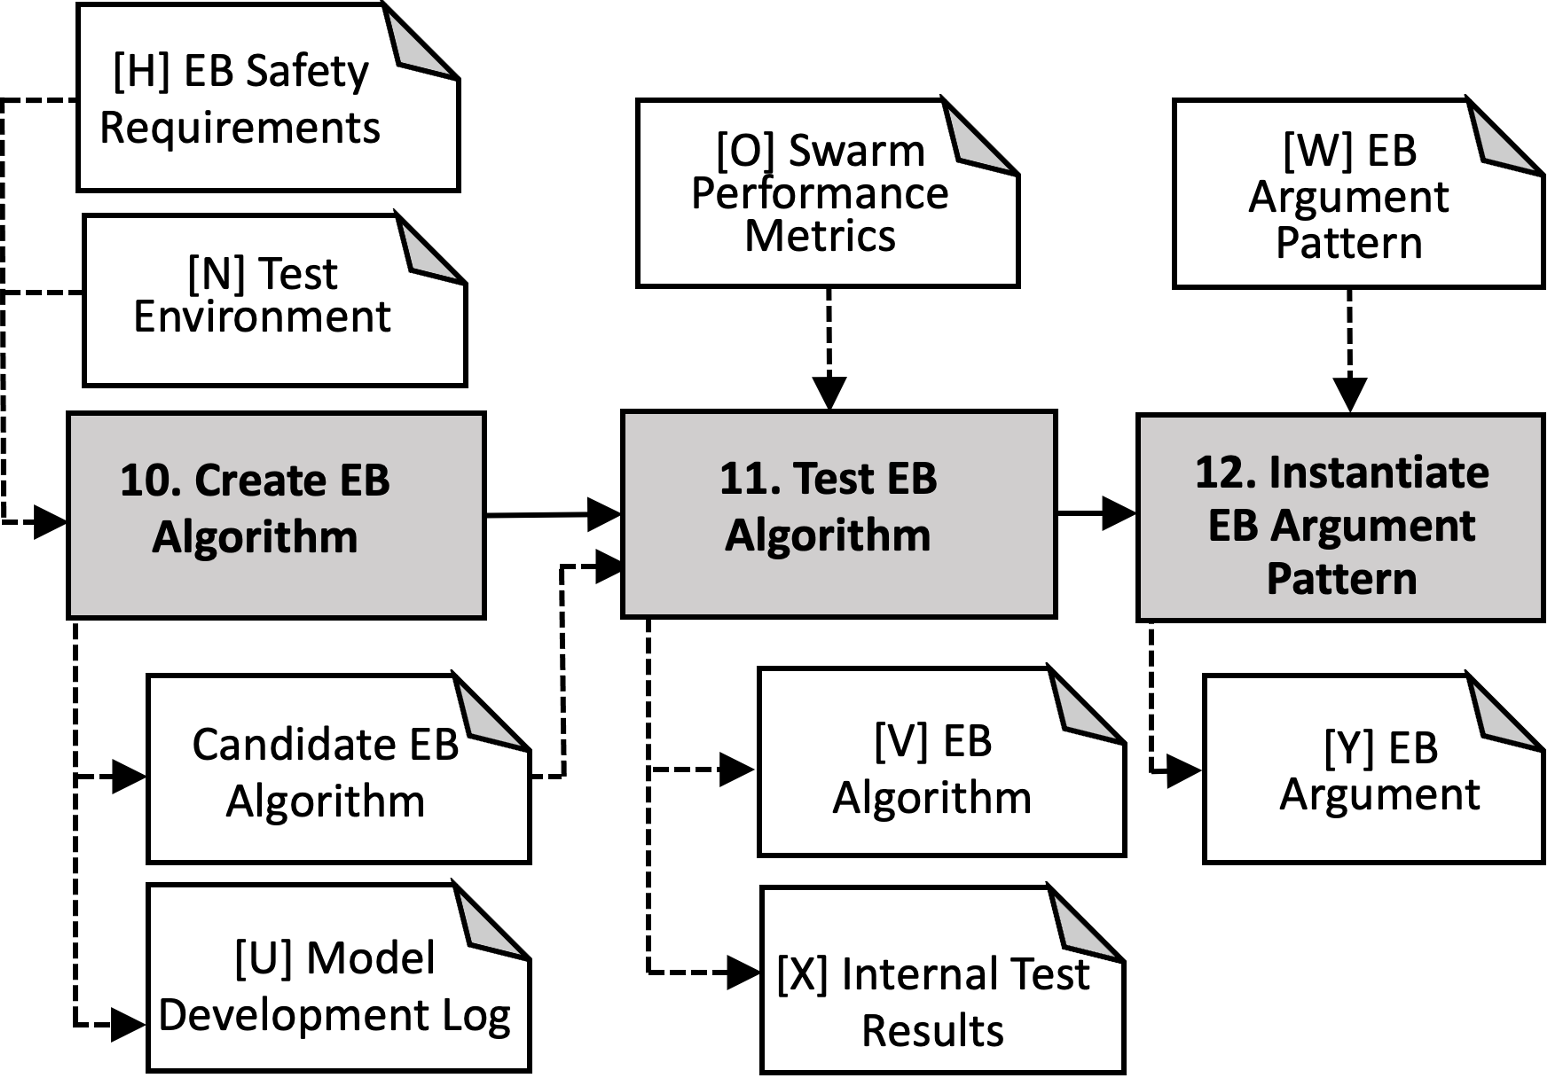 [H] EB Safety
Requirements
[N] Test
Environment
[O] Swarm
Performance
Metrics
[W] EB
Argument
Pattern
10. Create EB
Algorithm
11. Test EB
Algorithm
12. Instantiate
EB Argument
Pattern
Candidate EB
Algorithm
[U] Model
Development Log
[V] EB
Algorithm
[X] Internal Test
Results
[Y] EB
Argument